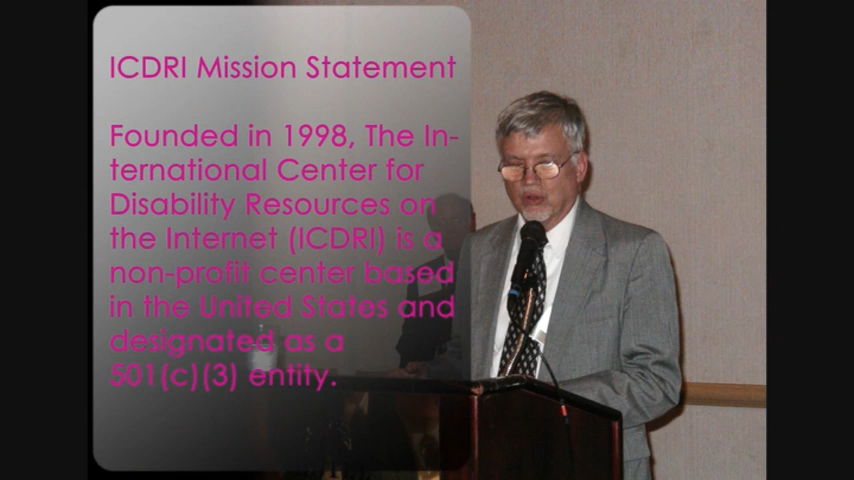 ICDRI Mission Statement
Founded in 1998, The In-
ternational Center for
Disability Resources on
the Internet (ICDRI) is a
non-profit center based
in the United States and
designated as a
501(c)(3) entity.